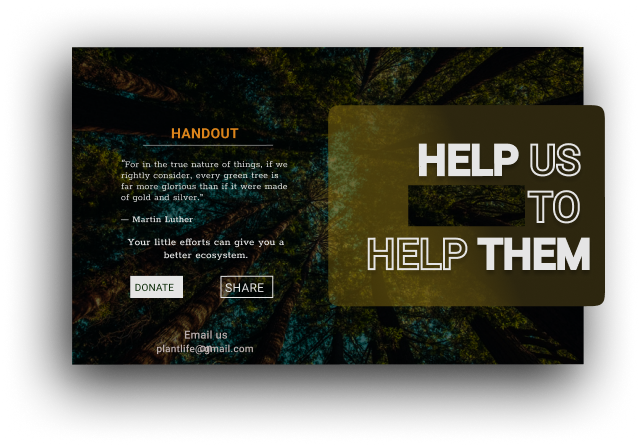 HANDOUT
"For in the true nature of things, if we
rightly consider, every green tree is
far more glorious than if it were made
of gold and silver."
— Martin Luther
Your little efforts can give you a
better ecosystem.
DONATE
SHARE
Email us
plantlife@gmail.com
HELP US
TO
HELP THEM